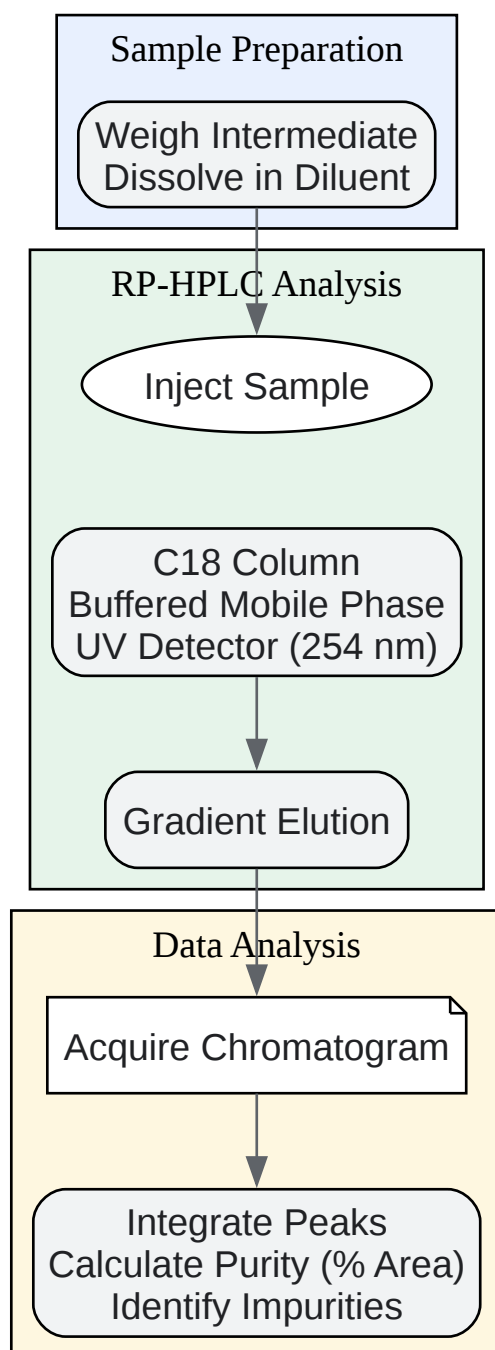 Sample Preparation
Weigh Intermediate
Dissolve in Diluent
RP-HPLC Analysis
Inject Sample
C18 Column
Buffered Mobile Phase
UV Detector (254 nm)
Gradient Elution
Data Analysis
Acquire Chromatogram
Integrate Peaks
Calculate Purity (% Area)
Identify Impurities